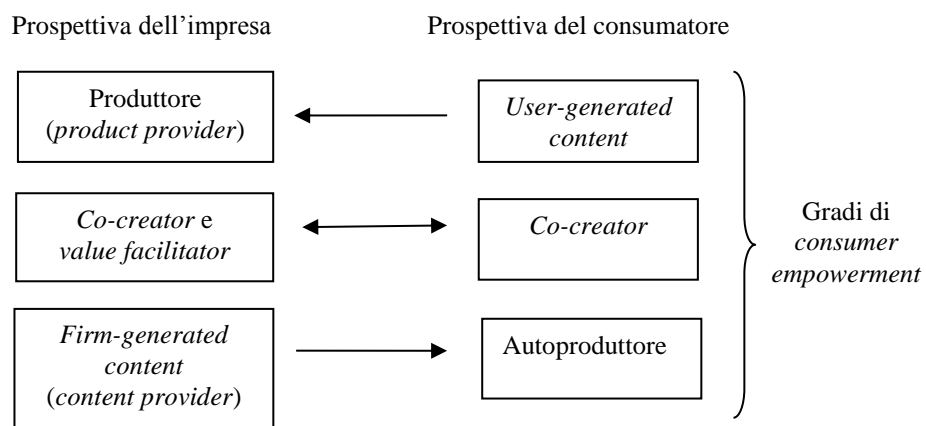 Prospettiva dell’impresa
Prospettiva del consumatore
Produttore
(product provider)
User-generated
content
Co-creator e
value facilitator
Co-creator
Gradi di
consumer
empowerment
Firm-generated
content
(content provider)
Autoproduttore